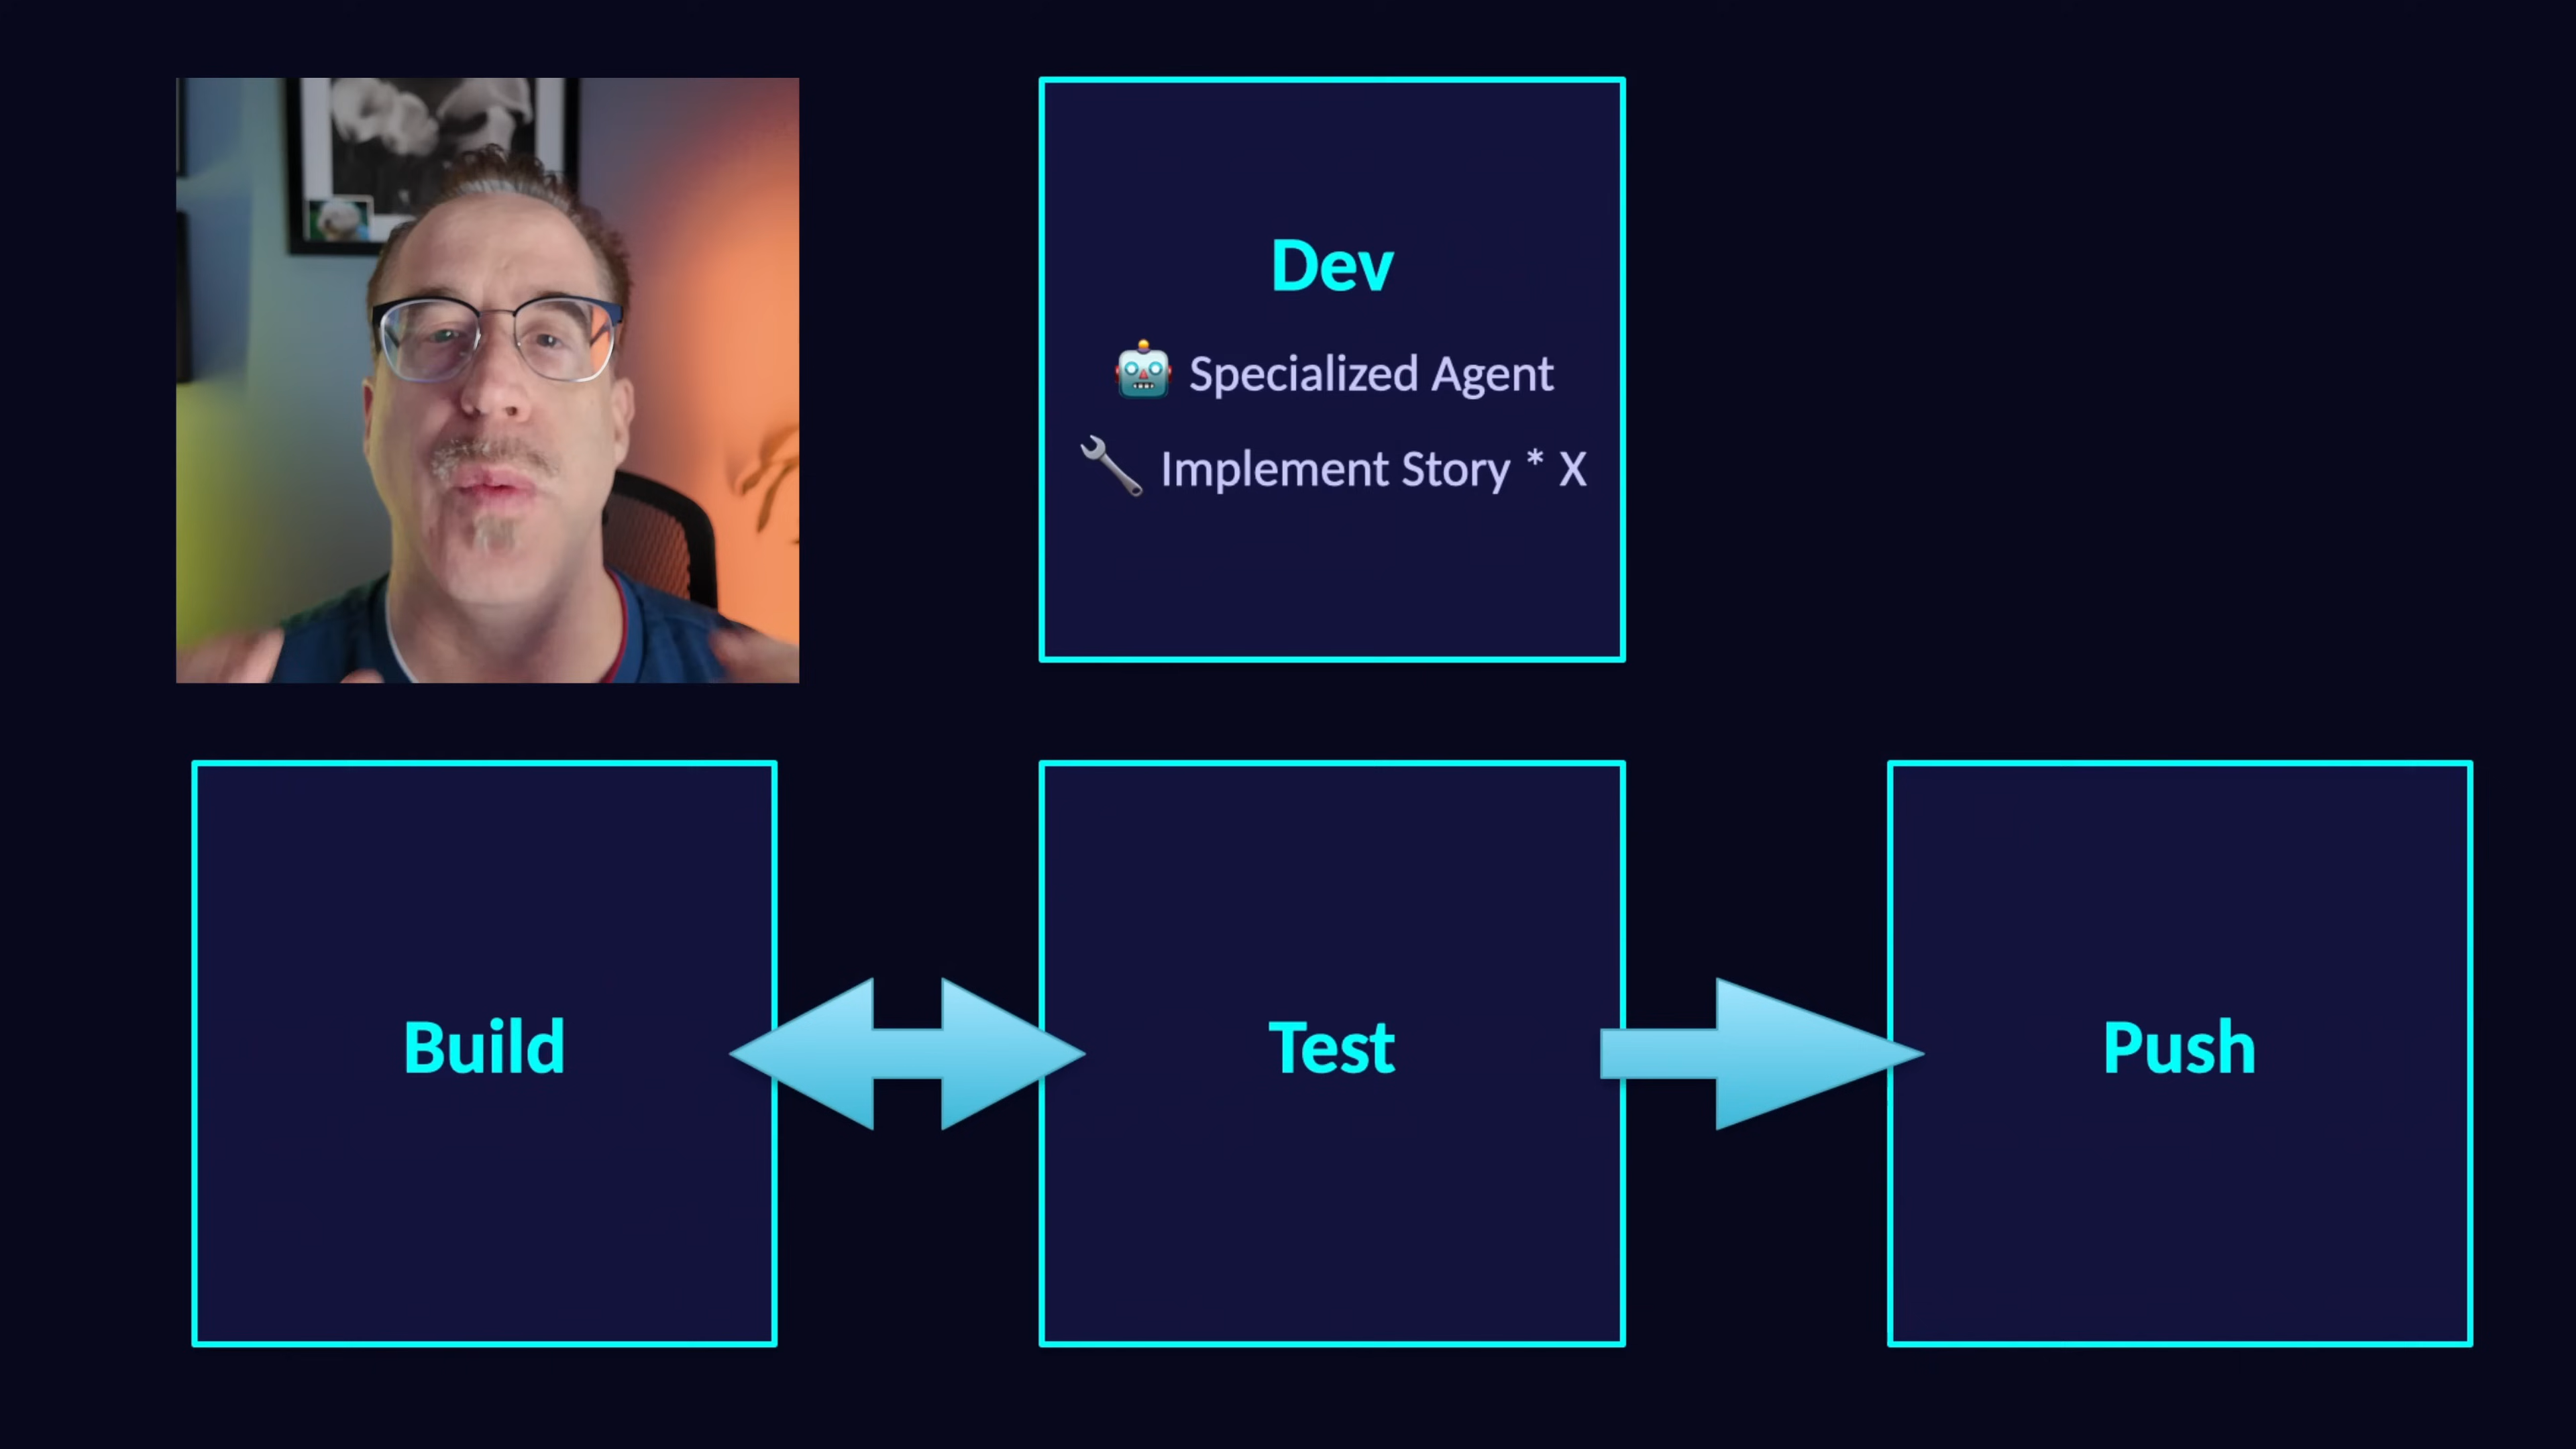 Dev
🤖 Specialized Agent
🔧 Implement Story * X
Build
Test
Push